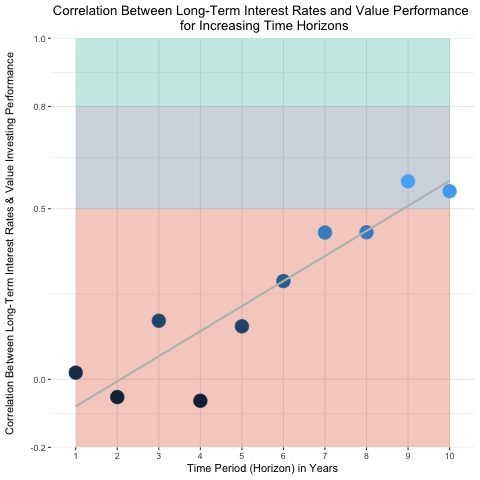 Correlation Between Long-Term Interest Rates and Value Performance
for Increasing Time Horizons
Correlation Between Long-Term Interest Rates & Value Investing Performance
1.0
0.8
0.5
0.0
-0.2
1 2 3 4 5 6 7 8 9 10
Time Period (Horizon) in Years